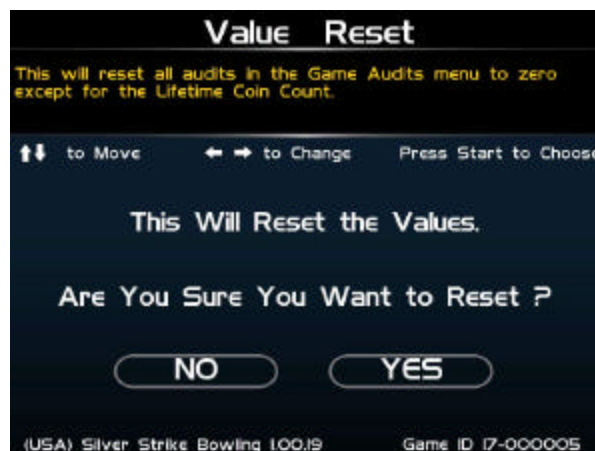 Value Reset
This will reset all audits in the Game Audits menu to zero
except for the Lifetime Coin Count.
to Move to Change Press Start to Choose
This Will Reset the Values.
Are You Sure You Want to Reset ?
NO YES
(USA) Silver Strike Bowling 1.00.19 Game ID 17-000005